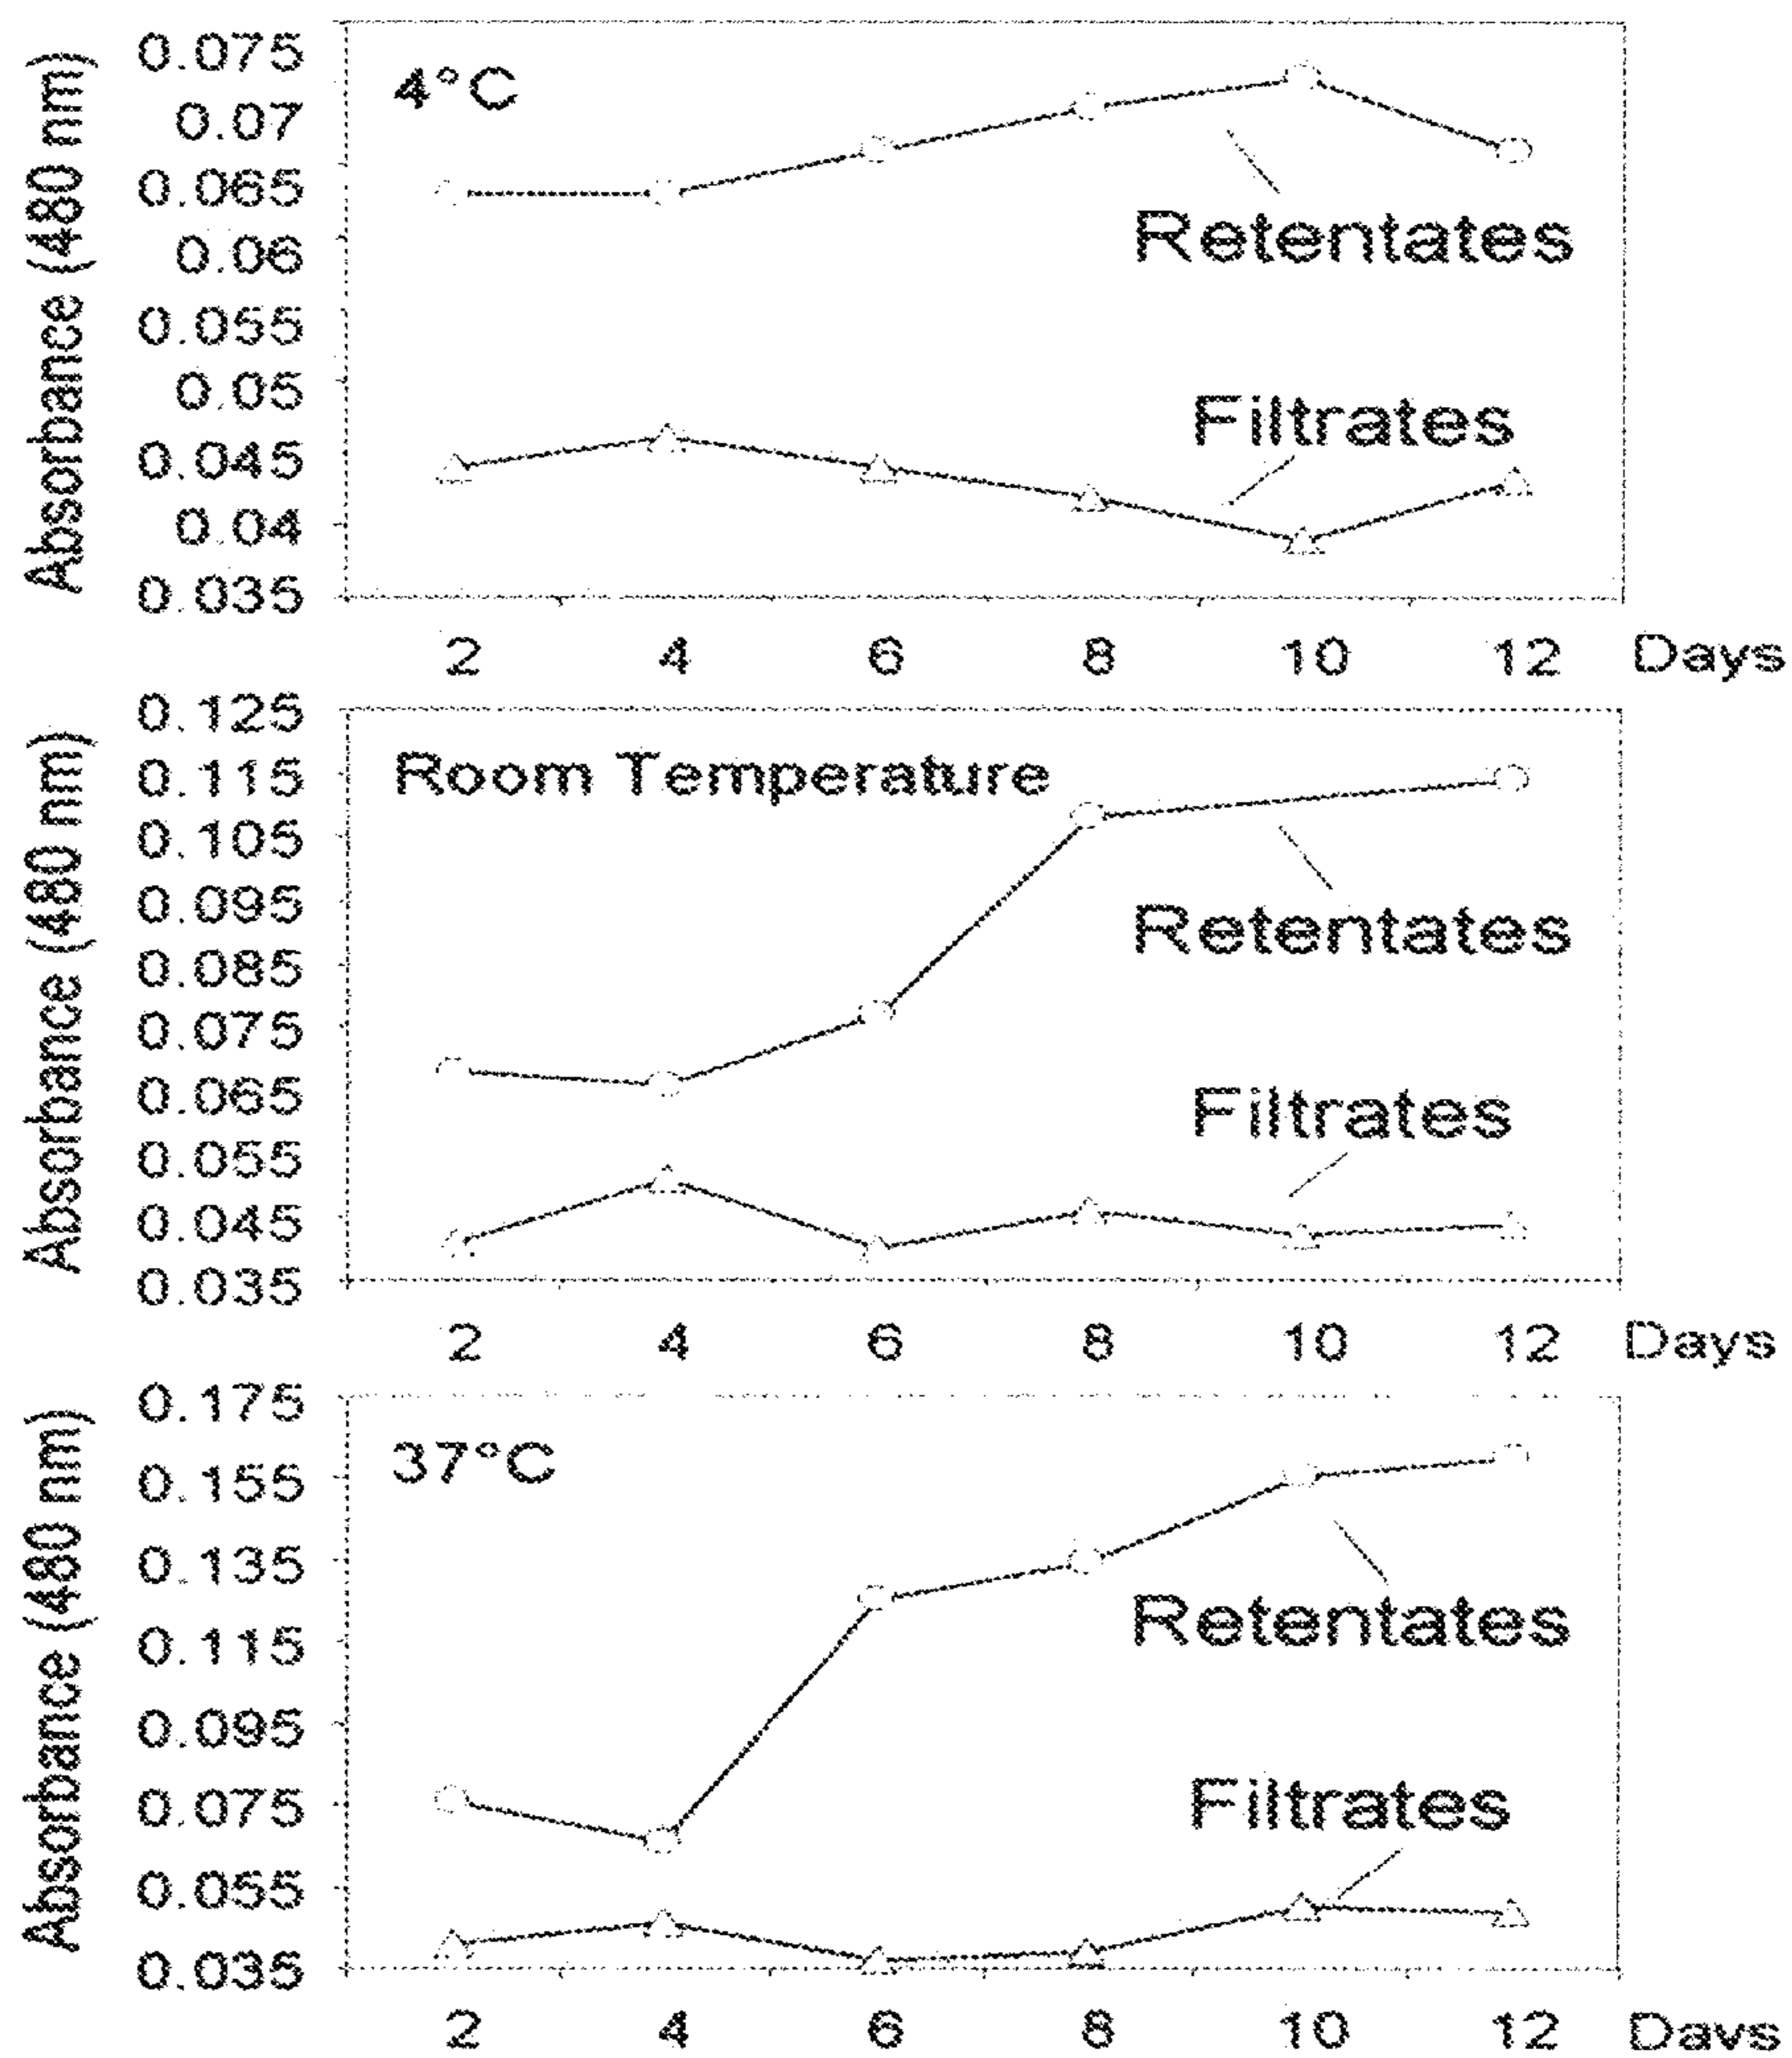 Absorbance (480 nm)
0.075
0.07
0.065
0.06
0.055
0.05
0.045
0.04
0.035
4°C
Retentates
Filtrates
2 4 6 8 10 12 Days
Absorbance (480 nm)
0.125
0.115
0.105
0.095
0.085
0.075
0.065
0.055
0.045
0.035
Room Temperature
Retentates
Filtrates
2 4 6 8 10 12 Days
Absorbance (480 nm)
0.175
0.155
0.135
0.115
0.095
0.075
0.055
0.035
37°C
Retentates
Filtrates
2 4 6 8 10 12 Days